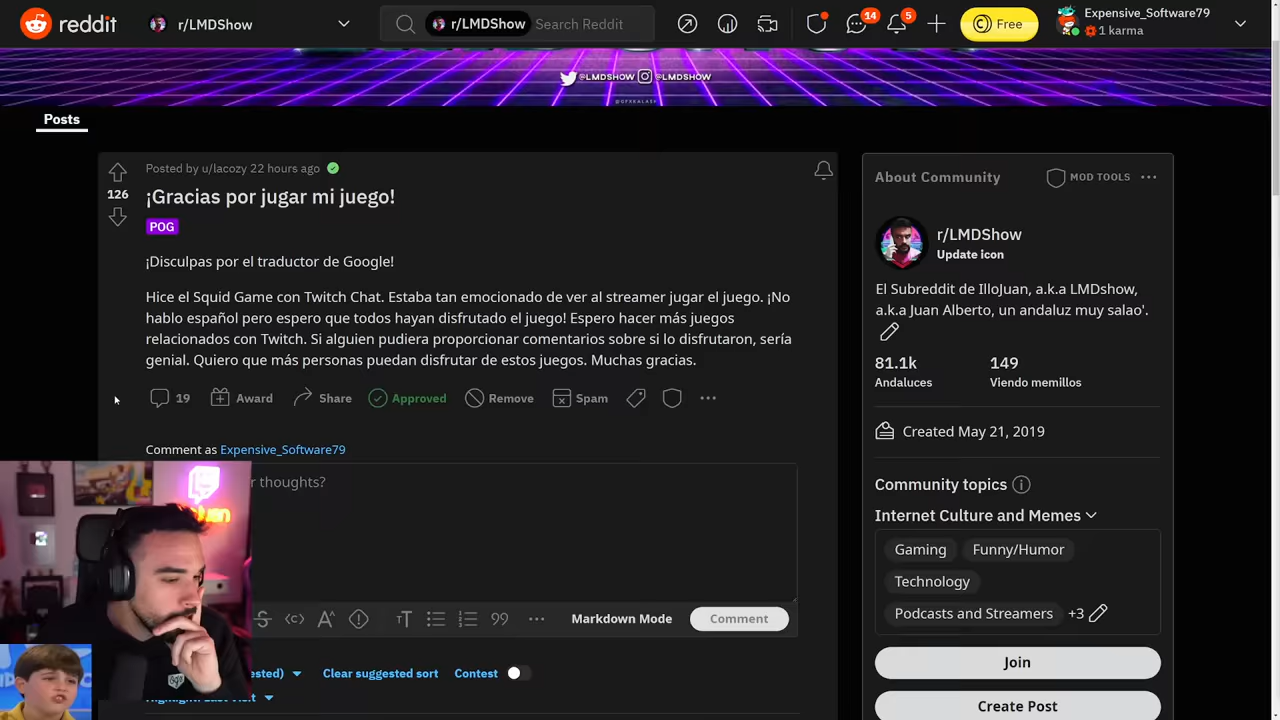 reddit
r/LMDShow
r/LMDShow
Search Reddit
14
5
Free
Expensive_Software79
1 karma
@LMDSHOW
@LMDSHOW
Posts
Posted by u/lacozy 22 hours ago
126
¡Gracias por jugar mi juego!
POG
¡Disculpas por el traductor de Google!
Hice el Squid Game con Twitch Chat. Estaba tan emocionado de ver al streamer jugar el juego. ¡No
hablo español pero espero que todos hayan disfrutado el juego! Espero hacer más juegos
relacionados con Twitch. Si alguien pudiera proporcionar comentarios sobre si lo disfrutaron, sería
genial. Quiero que más personas puedan disfrutar de estos juegos. Muchas gracias.
19
Award
Share
Approved
Remove
Spam
Comment as Expensive_Software79
thoughts?
Markdown Mode
Comment
Clear suggested sort
Contest
About Community
MOD TOOLS
r/LMDShow
Update icon
El Subreddit de IlloJuan, a.k.a LMDshow,
a.k.a Juan Alberto, un andaluz muy salao'.
81.1k
149
Andaluces
Viendo memillos
Created May 21, 2019
Community topics
Internet Culture and Memes
Gaming
Funny/Humor
Technology
Podcasts and Streamers
+3
Join
Create Post